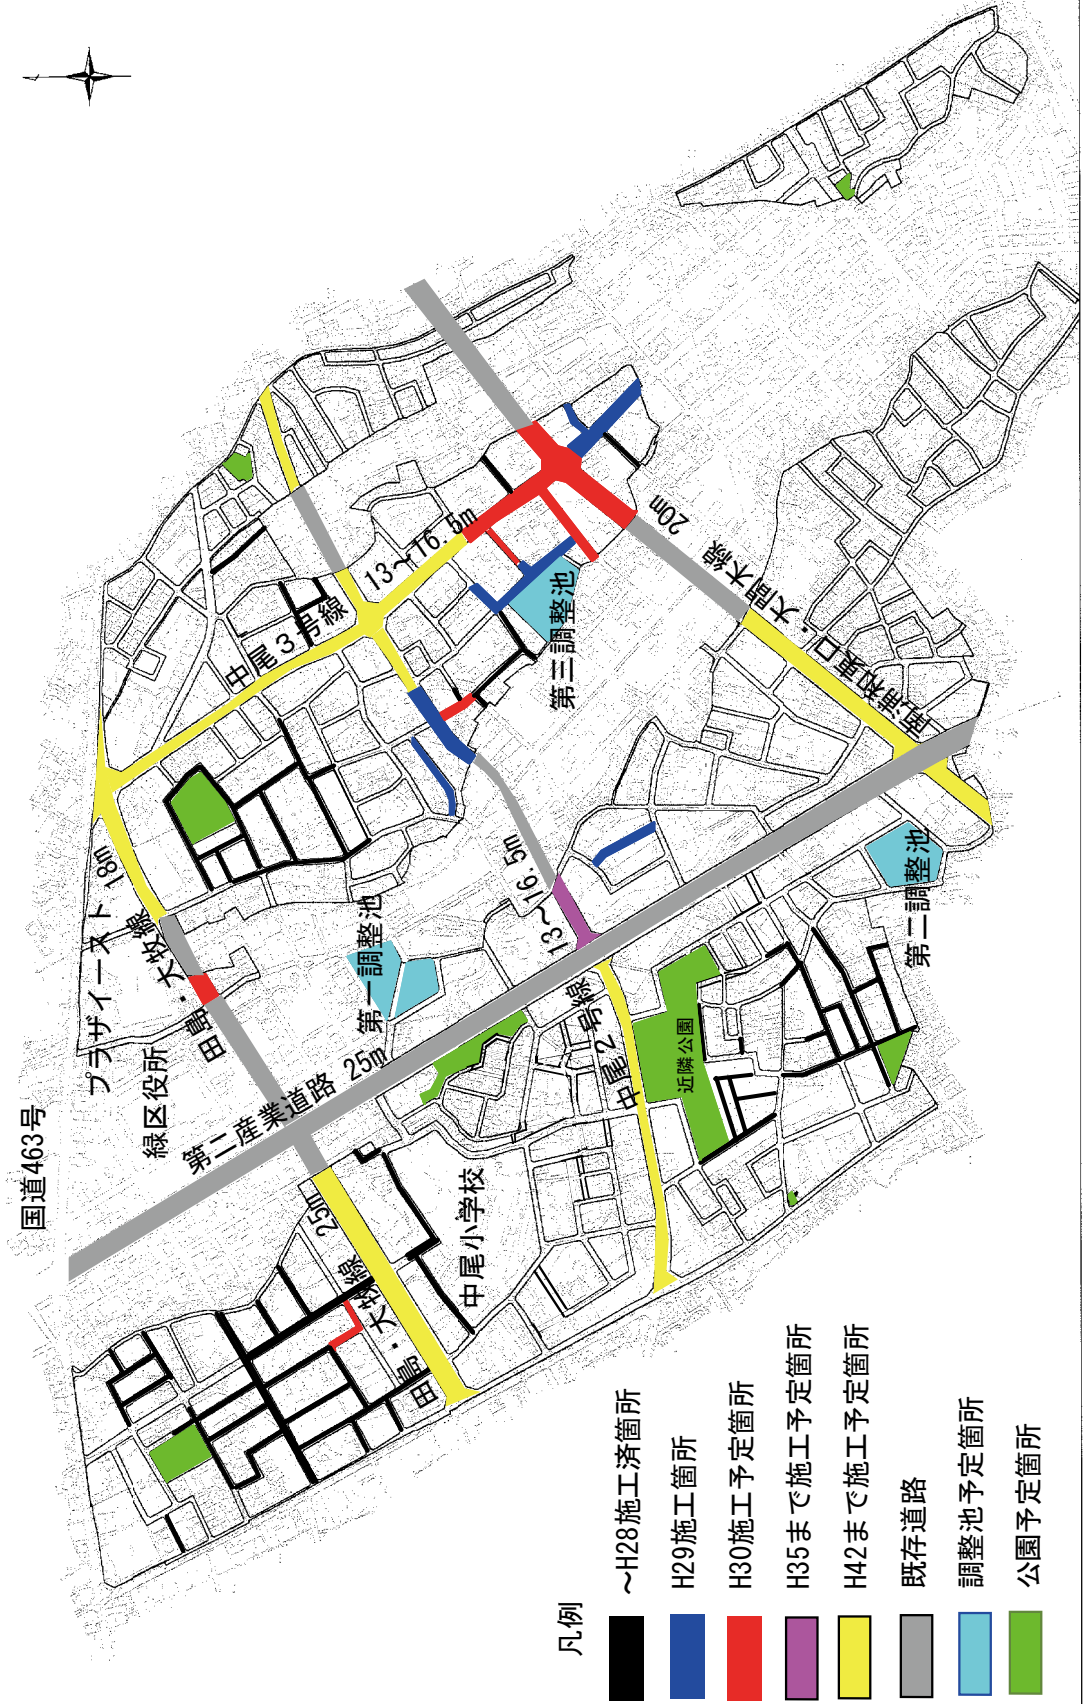 国道463号
プラザイースト
緑区役所
田島・大牧線
18m
第二産業道路
25m
田島・大牧線
25m
中尾小学校
中尾３号線
13～16.5m
第一調整池
第三調整池
13～16.5m
中尾２号線
近隣公園
第二調整池
南浦和東口・大間木線
20m
凡例
～H28施工済箇所
H29施工箇所
H30施工予定箇所
H35まで施工予定箇所
H42まで施工予定箇所
既存道路
調整池予定箇所
公園予定箇所